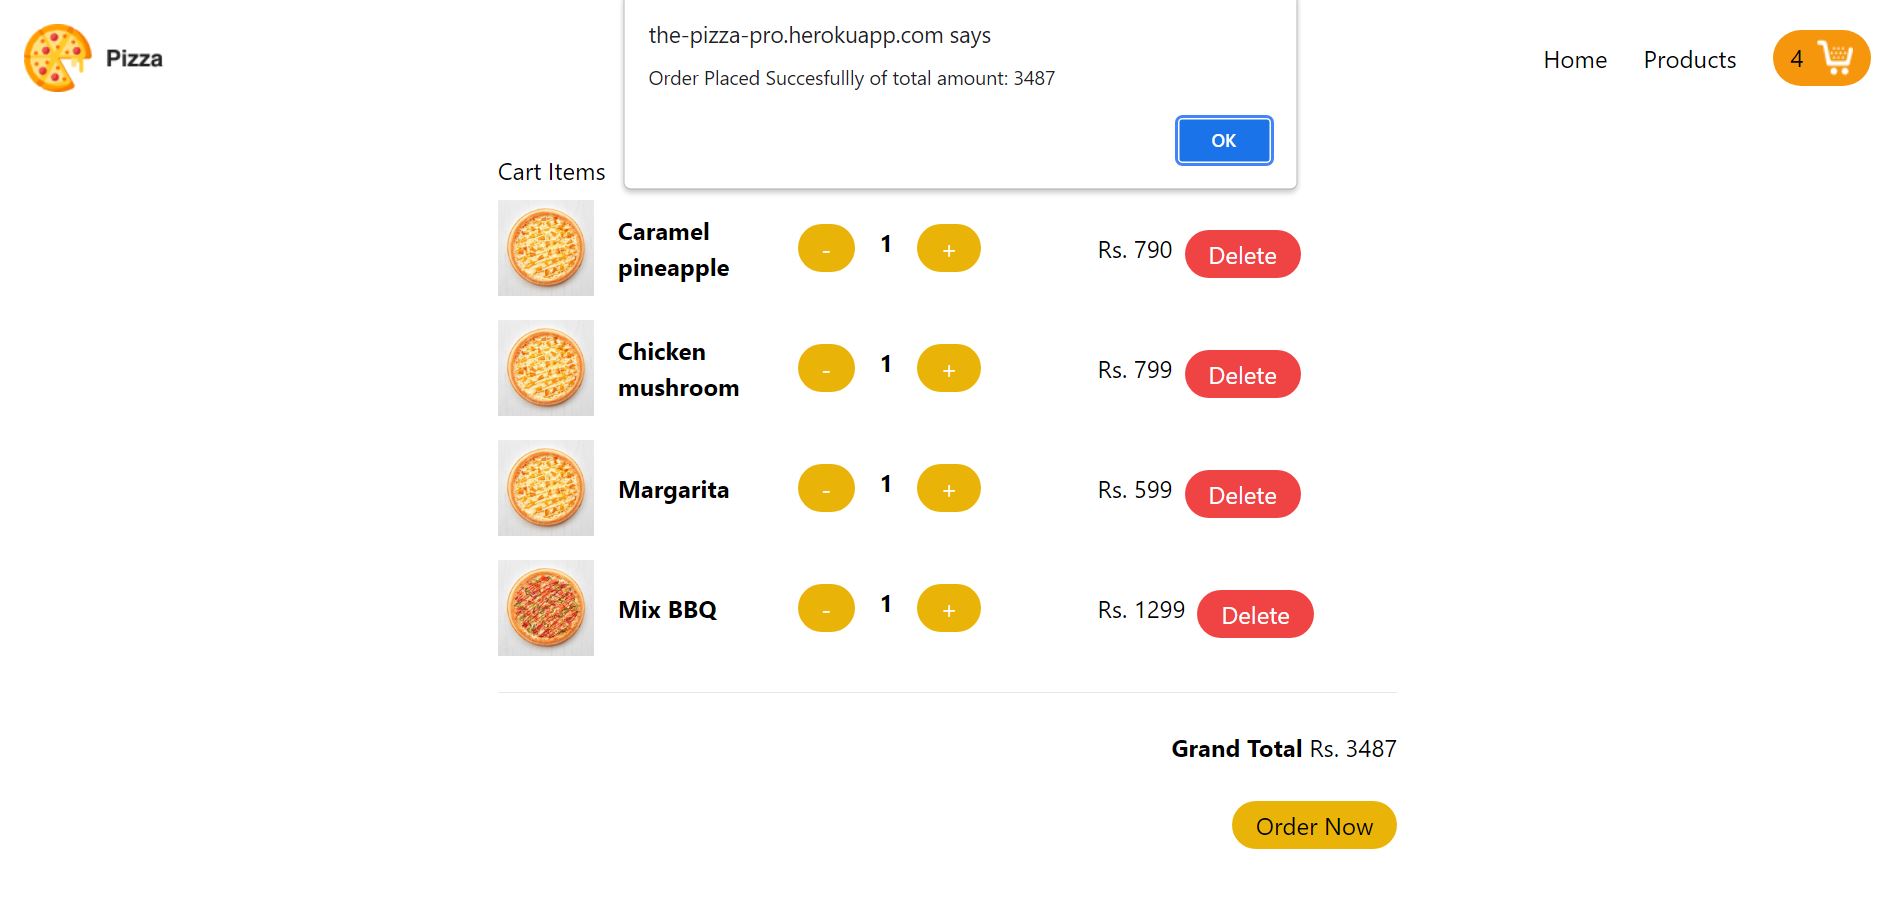 Pizza
the-pizza-pro.herokuapp.com says
Order Placed Succesfullly of total amount: 3487
OK
Home Products 4
Cart Items
Caramel
pineapple
- 1 + Rs. 790 Delete
Chicken
mushroom
- 1 + Rs. 799 Delete
Margarita - 1 + Rs. 599 Delete
Mix BBQ - 1 + Rs. 1299 Delete
Grand Total Rs. 3487
Order Now